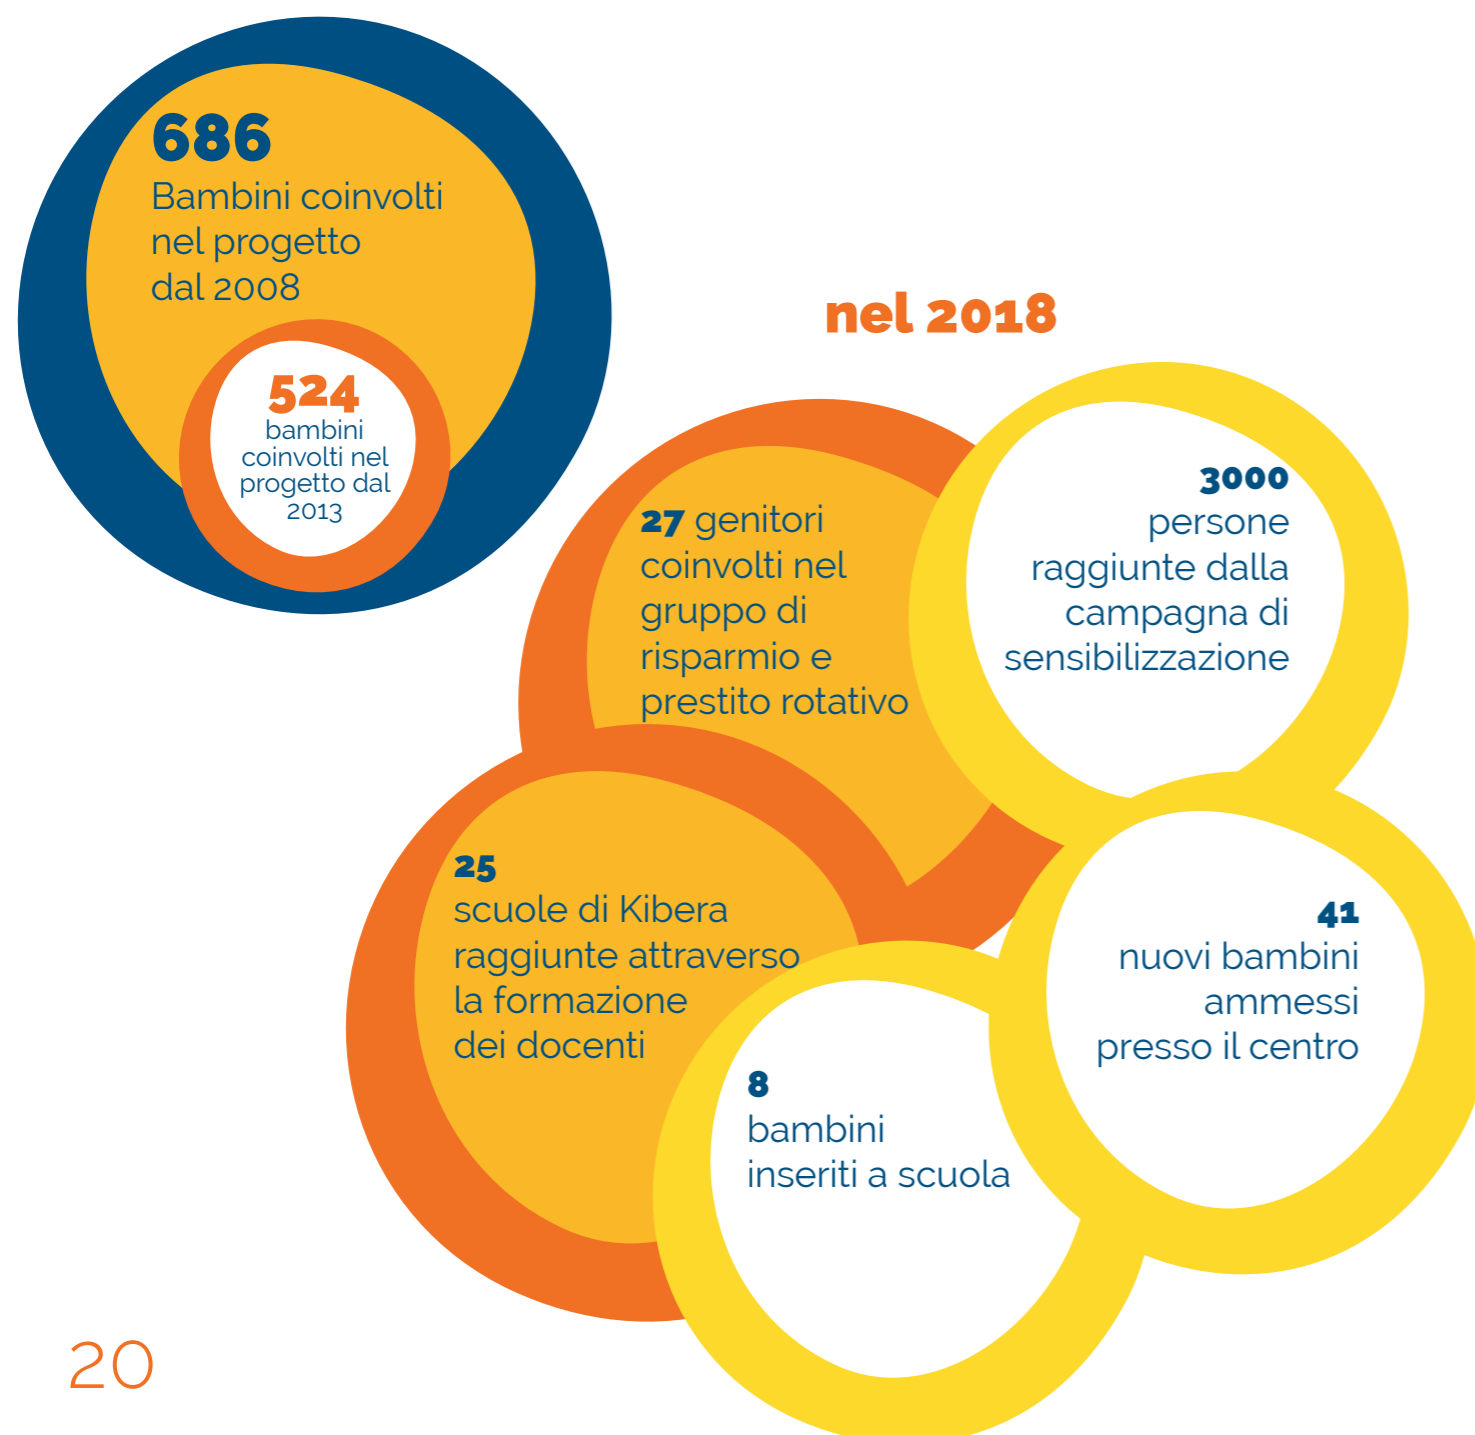 686
Bambini coinvolti
nel progetto
dal 2008
524
bambini
coinvolti nel
progetto dal
2013
nel 2018
27 genitori
coinvolti nel
gruppo di
risparmio e
prestito rotativo
3000
persone
raggiunte dalla
campagna di
sensibilizzazione
25
scuole di Kibera
raggiunte attraverso
la formazione
dei docenti
41
nuovi bambini
ammessi
presso il centro
8
bambini
inseriti a scuola
20